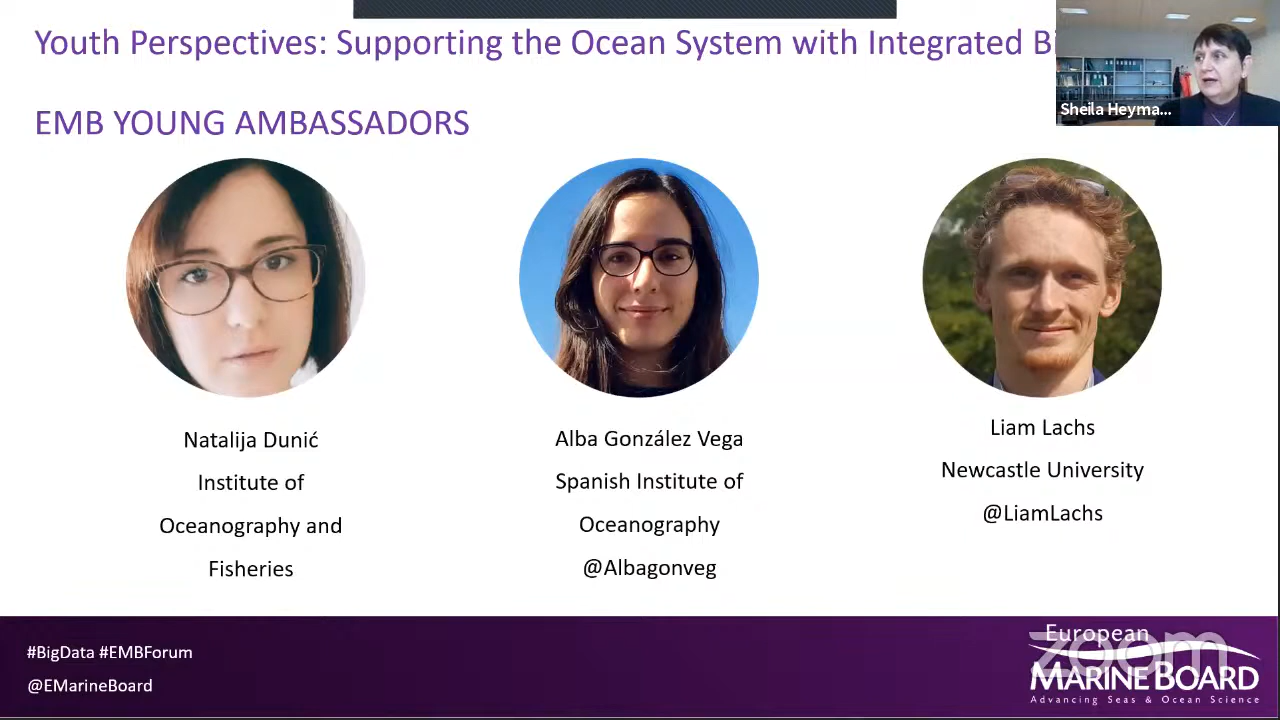 Youth Perspectives: Supporting the Ocean System with Integrated
Sheila Heyma...
EMB YOUNG AMBASSADORS
Natalija Dunić
Institute of
Oceanography and
Fisheries
Alba González Vega
Spanish Institute of
Oceanography
@Albagonveg
Liam Lachs
Newcastle University
@LiamLachs
#BigData #EMBForum
@EMarineBoard
European
zoom
MARINE BOARD
Advancing Seas & Ocean Science